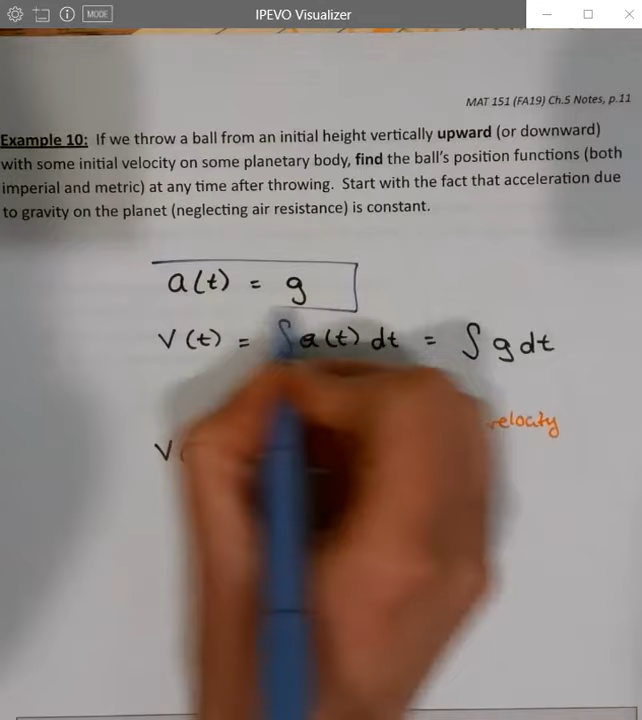 IPEVO Visualizer
MODE
MAT 151 (FA19) Ch.5 Notes, p.11
Example 10: If we throw a ball from an initial height vertically upward (or downward)
with some initial velocity on some planetary body, find the ball's position functions (both
imperial and metric) at any time after throwing. Start with the fact that acceleration due
to gravity on the planet (neglecting air resistance) is constant.
a(t) = g
v(t) = ∫a(t) dt = ∫g dt
velocity
v(